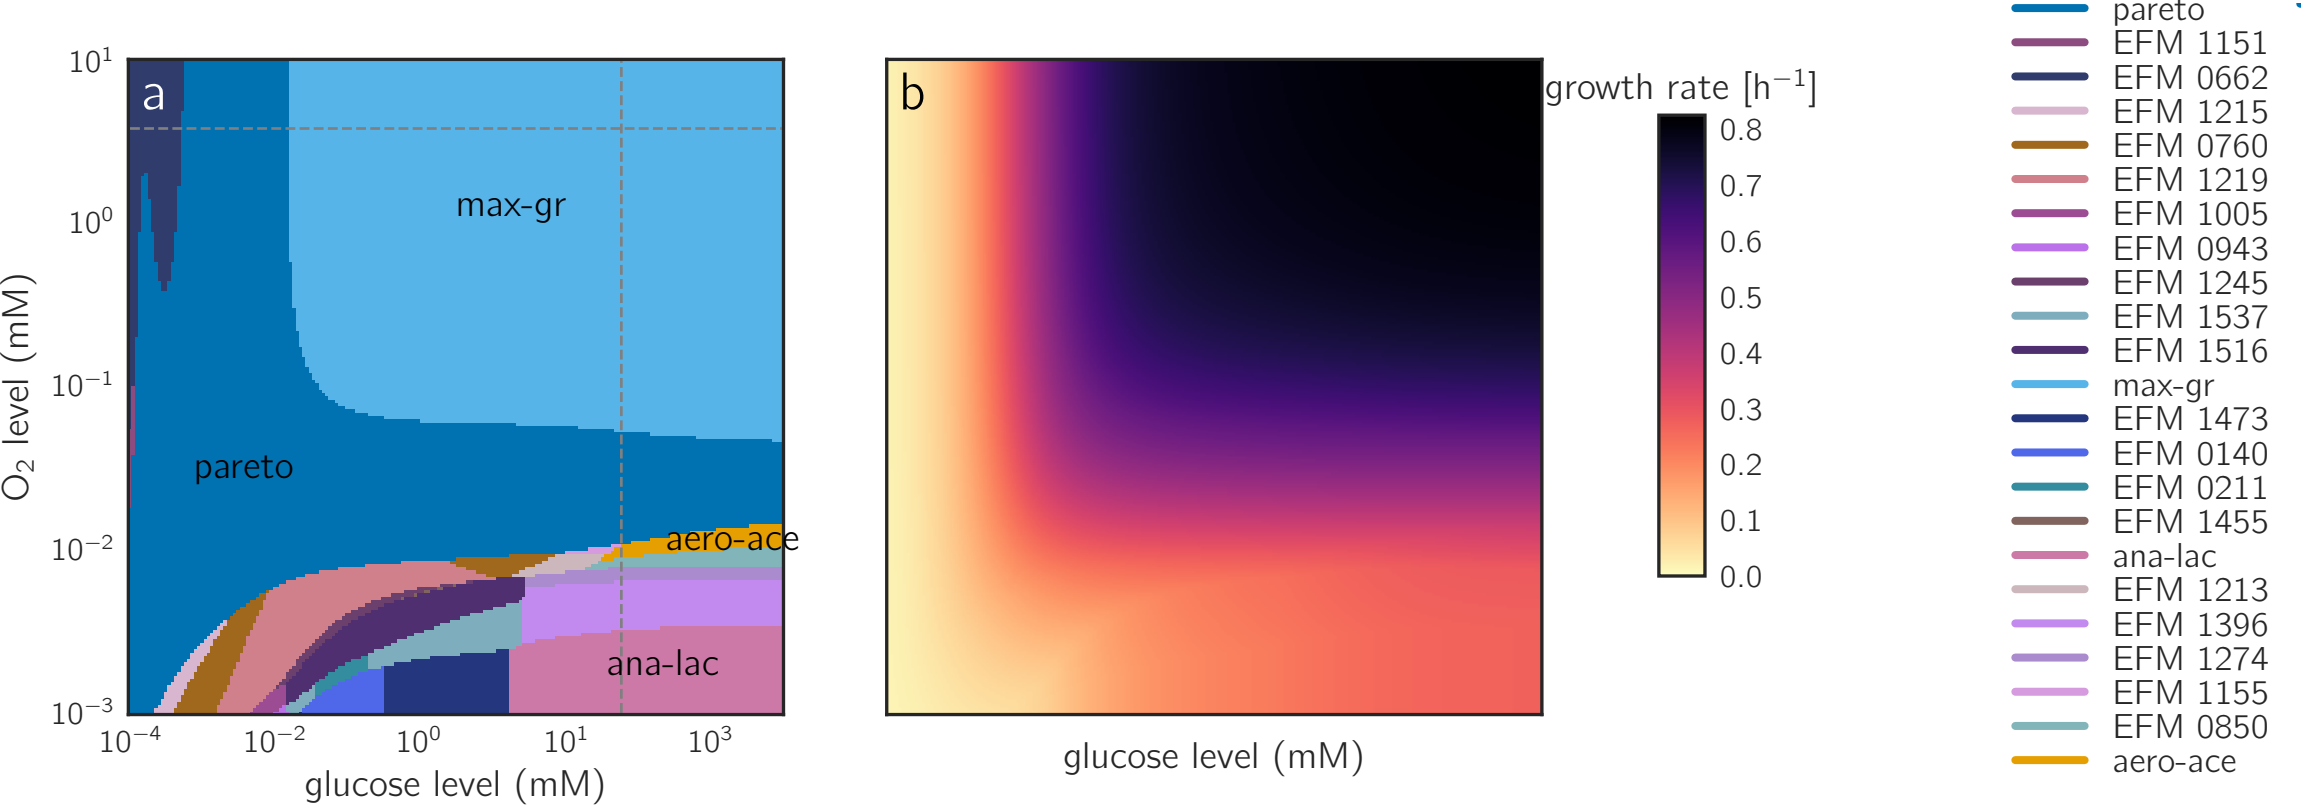 a
10¹
10⁰
10⁻¹
10⁻²
10⁻³
O₂ level (mM)
max-gr
pareto
aero-ace
ana-lac
10⁻⁴
10⁻²
10⁰
10¹
10³
glucose level (mM)
b
glucose level (mM)
growth rate [h⁻¹]
0.8
0.7
0.6
0.5
0.4
0.3
0.2
0.1
0.0
pareto
EFM 1151
EFM 0662
EFM 1215
EFM 0760
EFM 1219
EFM 1005
EFM 0943
EFM 1245
EFM 1537
EFM 1516
max-gr
EFM 1473
EFM 0140
EFM 0211
EFM 1455
ana-lac
EFM 1213
EFM 1396
EFM 1274
EFM 1155
EFM 0850
aero-ace